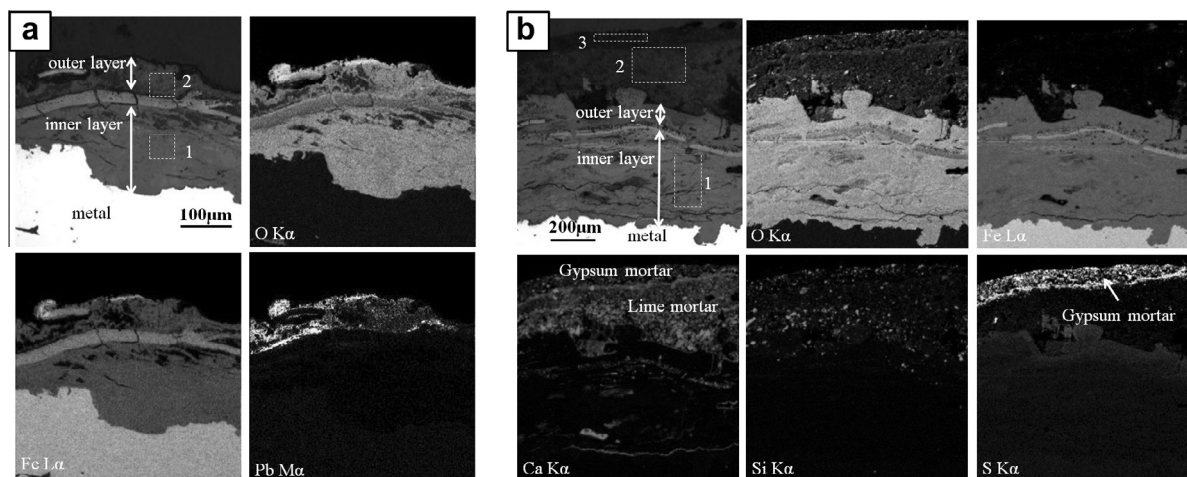 a
outer layer
2
inner layer
1
metal
100μm
O Kα
Fe Lα
Pb Mα
b
3
2
outer layer
inner layer
1
200μm
metal
O Kα
Fe Lα
Gypsum mortar
Lime mortar
Ca Kα
Si Kα
Gypsum mortar
S Kα